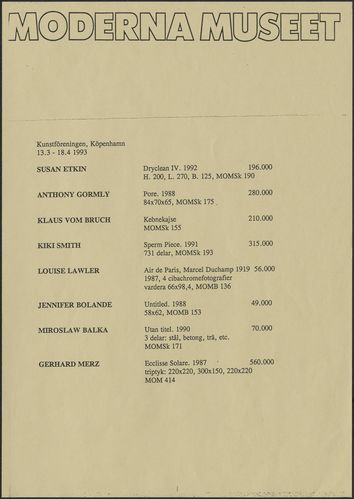 MODERNA MUSEET
Kunstföreningen, Köpenhamn
13.3 - 18.4 1993
SUSAN ETKIN Dryclean IV. 1992 196.000
H. 200, L. 270, B. 125, MOMSk 190
ANTHONY GORMLY Pore. 1988 280.000
84x70x65, MOMSk 175
KLAUS VOM BRUCH Kebnekajse 210.000
MOMSk 155
KIKI SMITH Sperm Piece. 1991 315.000
731 delar, MOMSk 193
LOUISE LAWLER Air de Paris, Marcel Duchamp 1919 56.000
1987, 4 cibachromefotografier
vardera 66x98,4, MOMB 136
JENNIFER BOLANDE Untitled. 1988 49.000
58x62, MOMB 153
MIROSLAW BALKA Utan titel. 1990 70.000
3 delar: stål, betong, trä, etc.
MOMSk 171
GERHARD MERZ Ecclisse Solare. 1987 560.000
triptyk: 220x220, 300x150, 220x220
MOM 414